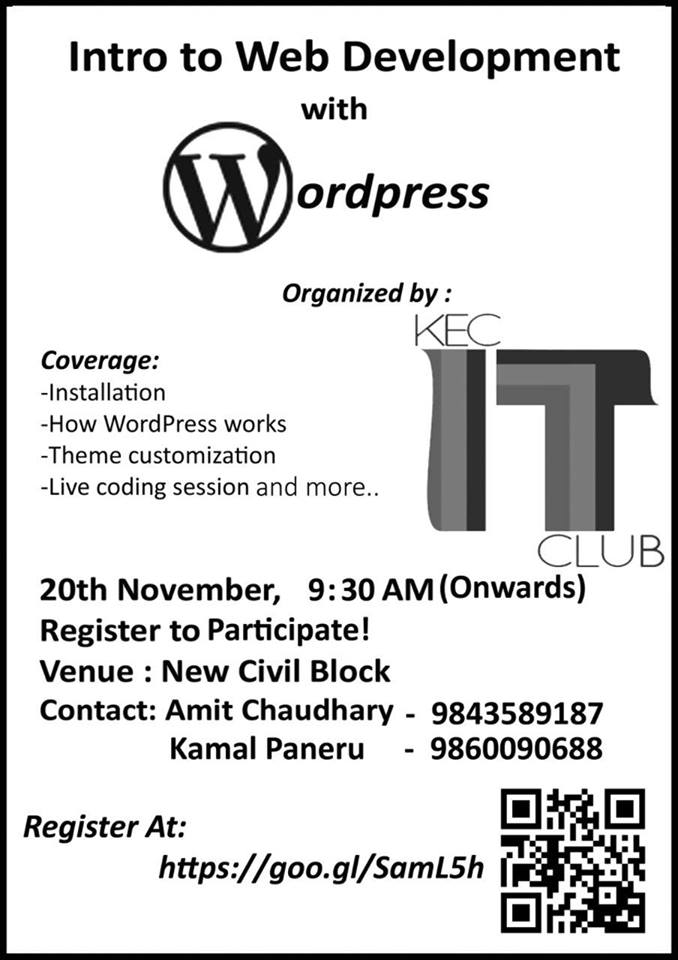 Intro to Web Development
with
Wordpress
Organized by :
KEC
IT
CLUB
Coverage:
-Installation
-How WordPress works
-Theme customization
-Live coding session and more..
20th November, 9:30 AM (Onwards)
Register to Participate!
Venue : New Civil Block
Contact: Amit Chaudhary - 9843589187
Kamal Paneru - 9860090688
Register At:
https://goo.gl/SamL5h